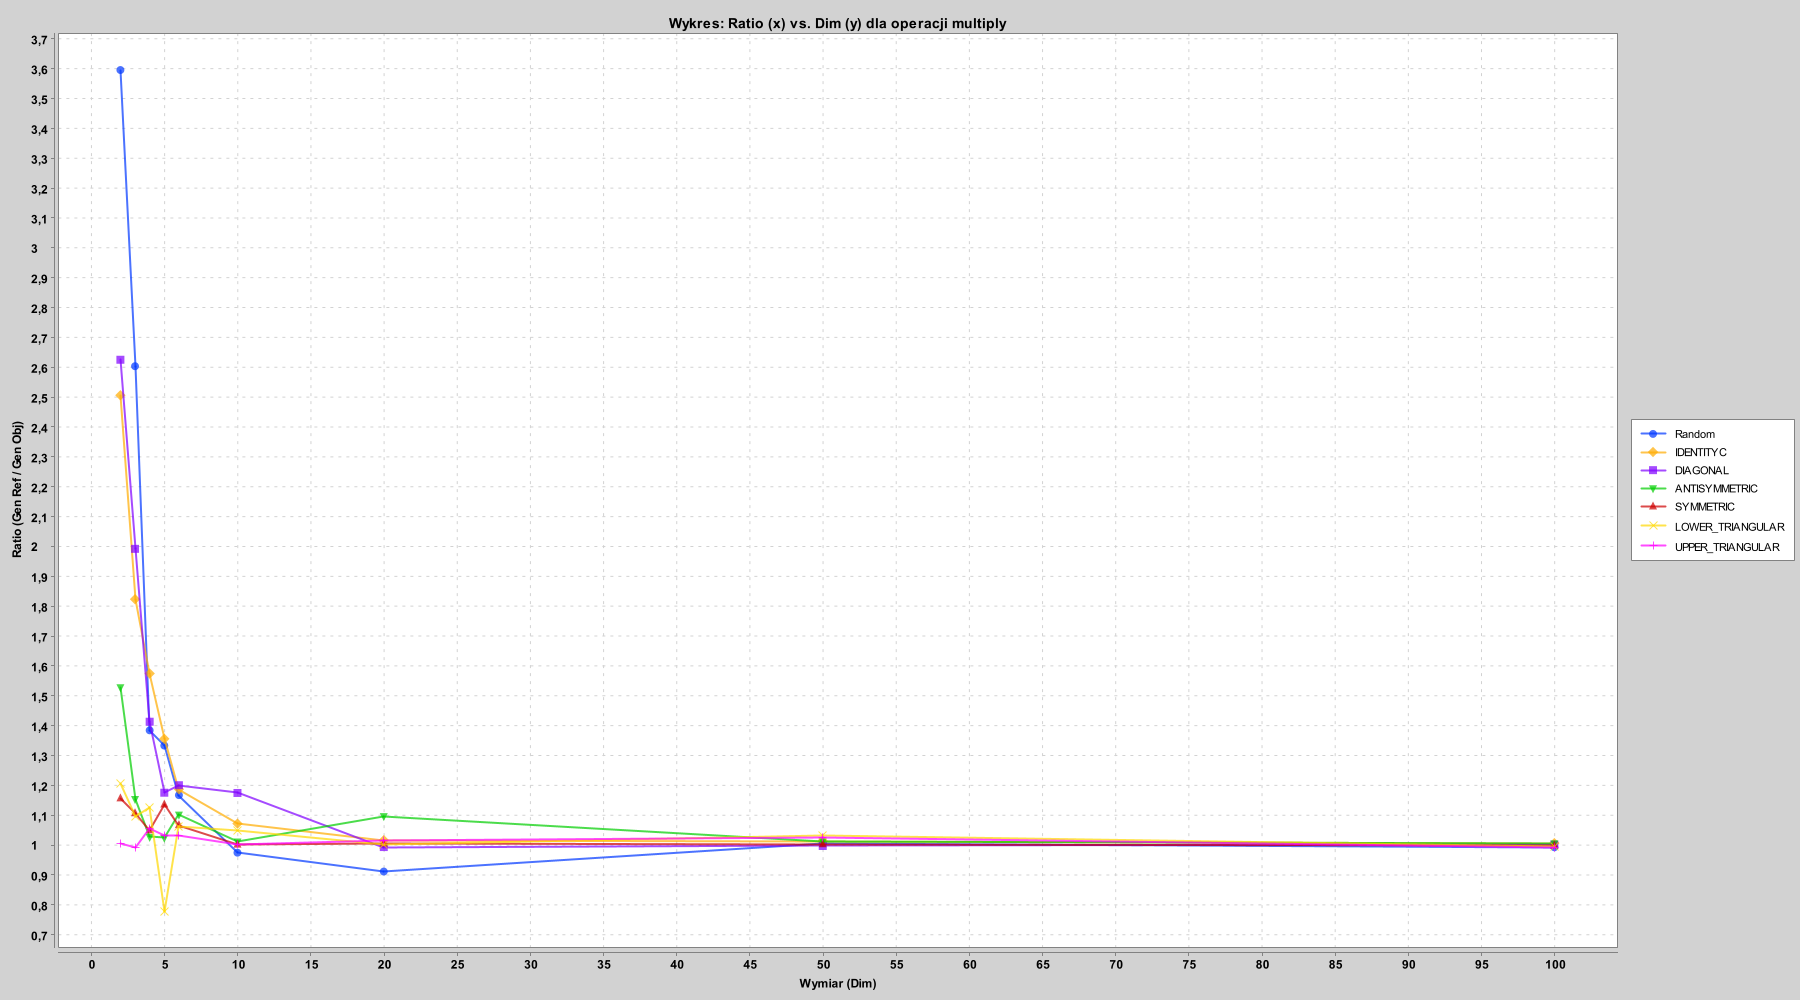 Wykres: Ratio (x) vs. Dim (y) dla operacji multiply
3,7
3,6
3,5
3,4
3,3
3,2
3,1
3
2,9
2,8
2,7
2,6
2,5
2,4
2,3
2,2
2,1
2
1,9
1,8
1,7
1,6
1,5
1,4
1,3
1,2
1,1
1
0,9
0,8
0,7
Ratio (Gen Ref / Gen Obj)
0 5 10 15 20 25 30 35 40 45 50 55 60 65 70 75 80 85 90 95 100
Wymiar (Dim)
Random
IDENTITYC
DIAGONAL
ANTISYMMETRIC
SYMMETRIC
LOWER_TRIANGULAR
UPPER_TRIANGULAR